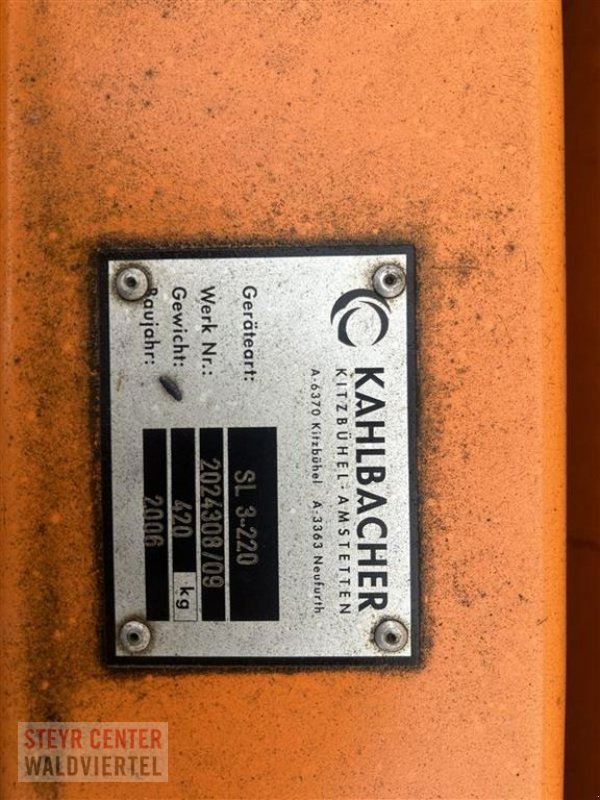 KAHLBACHER
KITZBÜHEL-AMSTETTEN
A-6370 Kitzbühel A-3363 Neufurth
Geräteart: SL 3-220
Werk Nr.: 2024308/09
Gewicht: 420 kg
Baujahr: 2006
STEYR CENTER
WALDVIERTEL